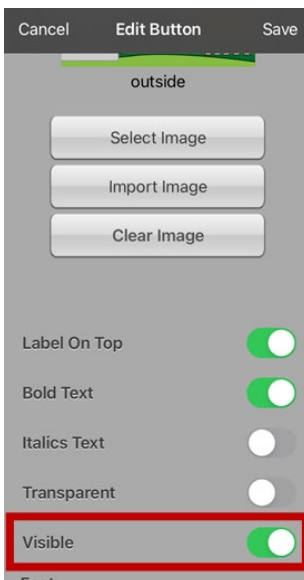 Cancel Edit Button Save
outside
Select Image
Import Image
Clear Image
Label On Top
Bold Text
Italics Text
Transparent
Visible